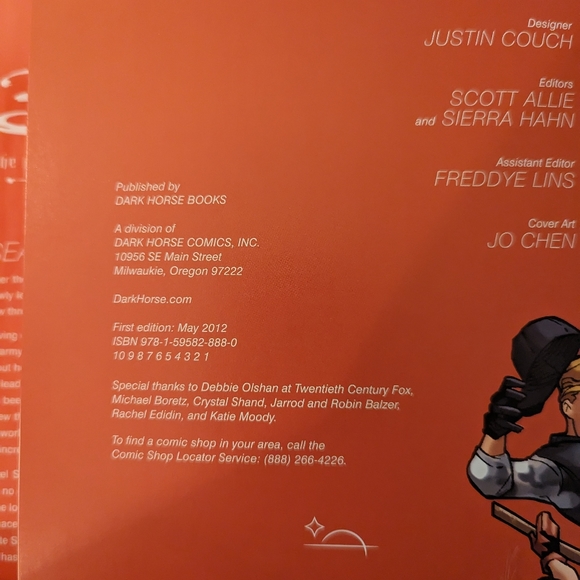 Designer
JUSTIN COUCH
Editors
SCOTT ALLIE
and SIERRA HAHN
Assistant Editor
FREDDYE LINS
Cover Art
JO CHEN
Published by
DARK HORSE BOOKS
A division of
DARK HORSE COMICS, INC.
10956 SE Main Street
Milwaukie, Oregon 97222
DarkHorse.com
First edition: May 2012
ISBN 978-1-59582-888-0
10 9 8 7 6 5 4 3 2 1
Special thanks to Debbie Olshan at Twentieth Century Fox,
Michael Boretz, Crystal Shand, Jarrod and Robin Balzer,
Rachel Edidin, and Katie Moody.
To find a comic shop in your area, call the
Comic Shop Locator Service: (888) 266-4226.